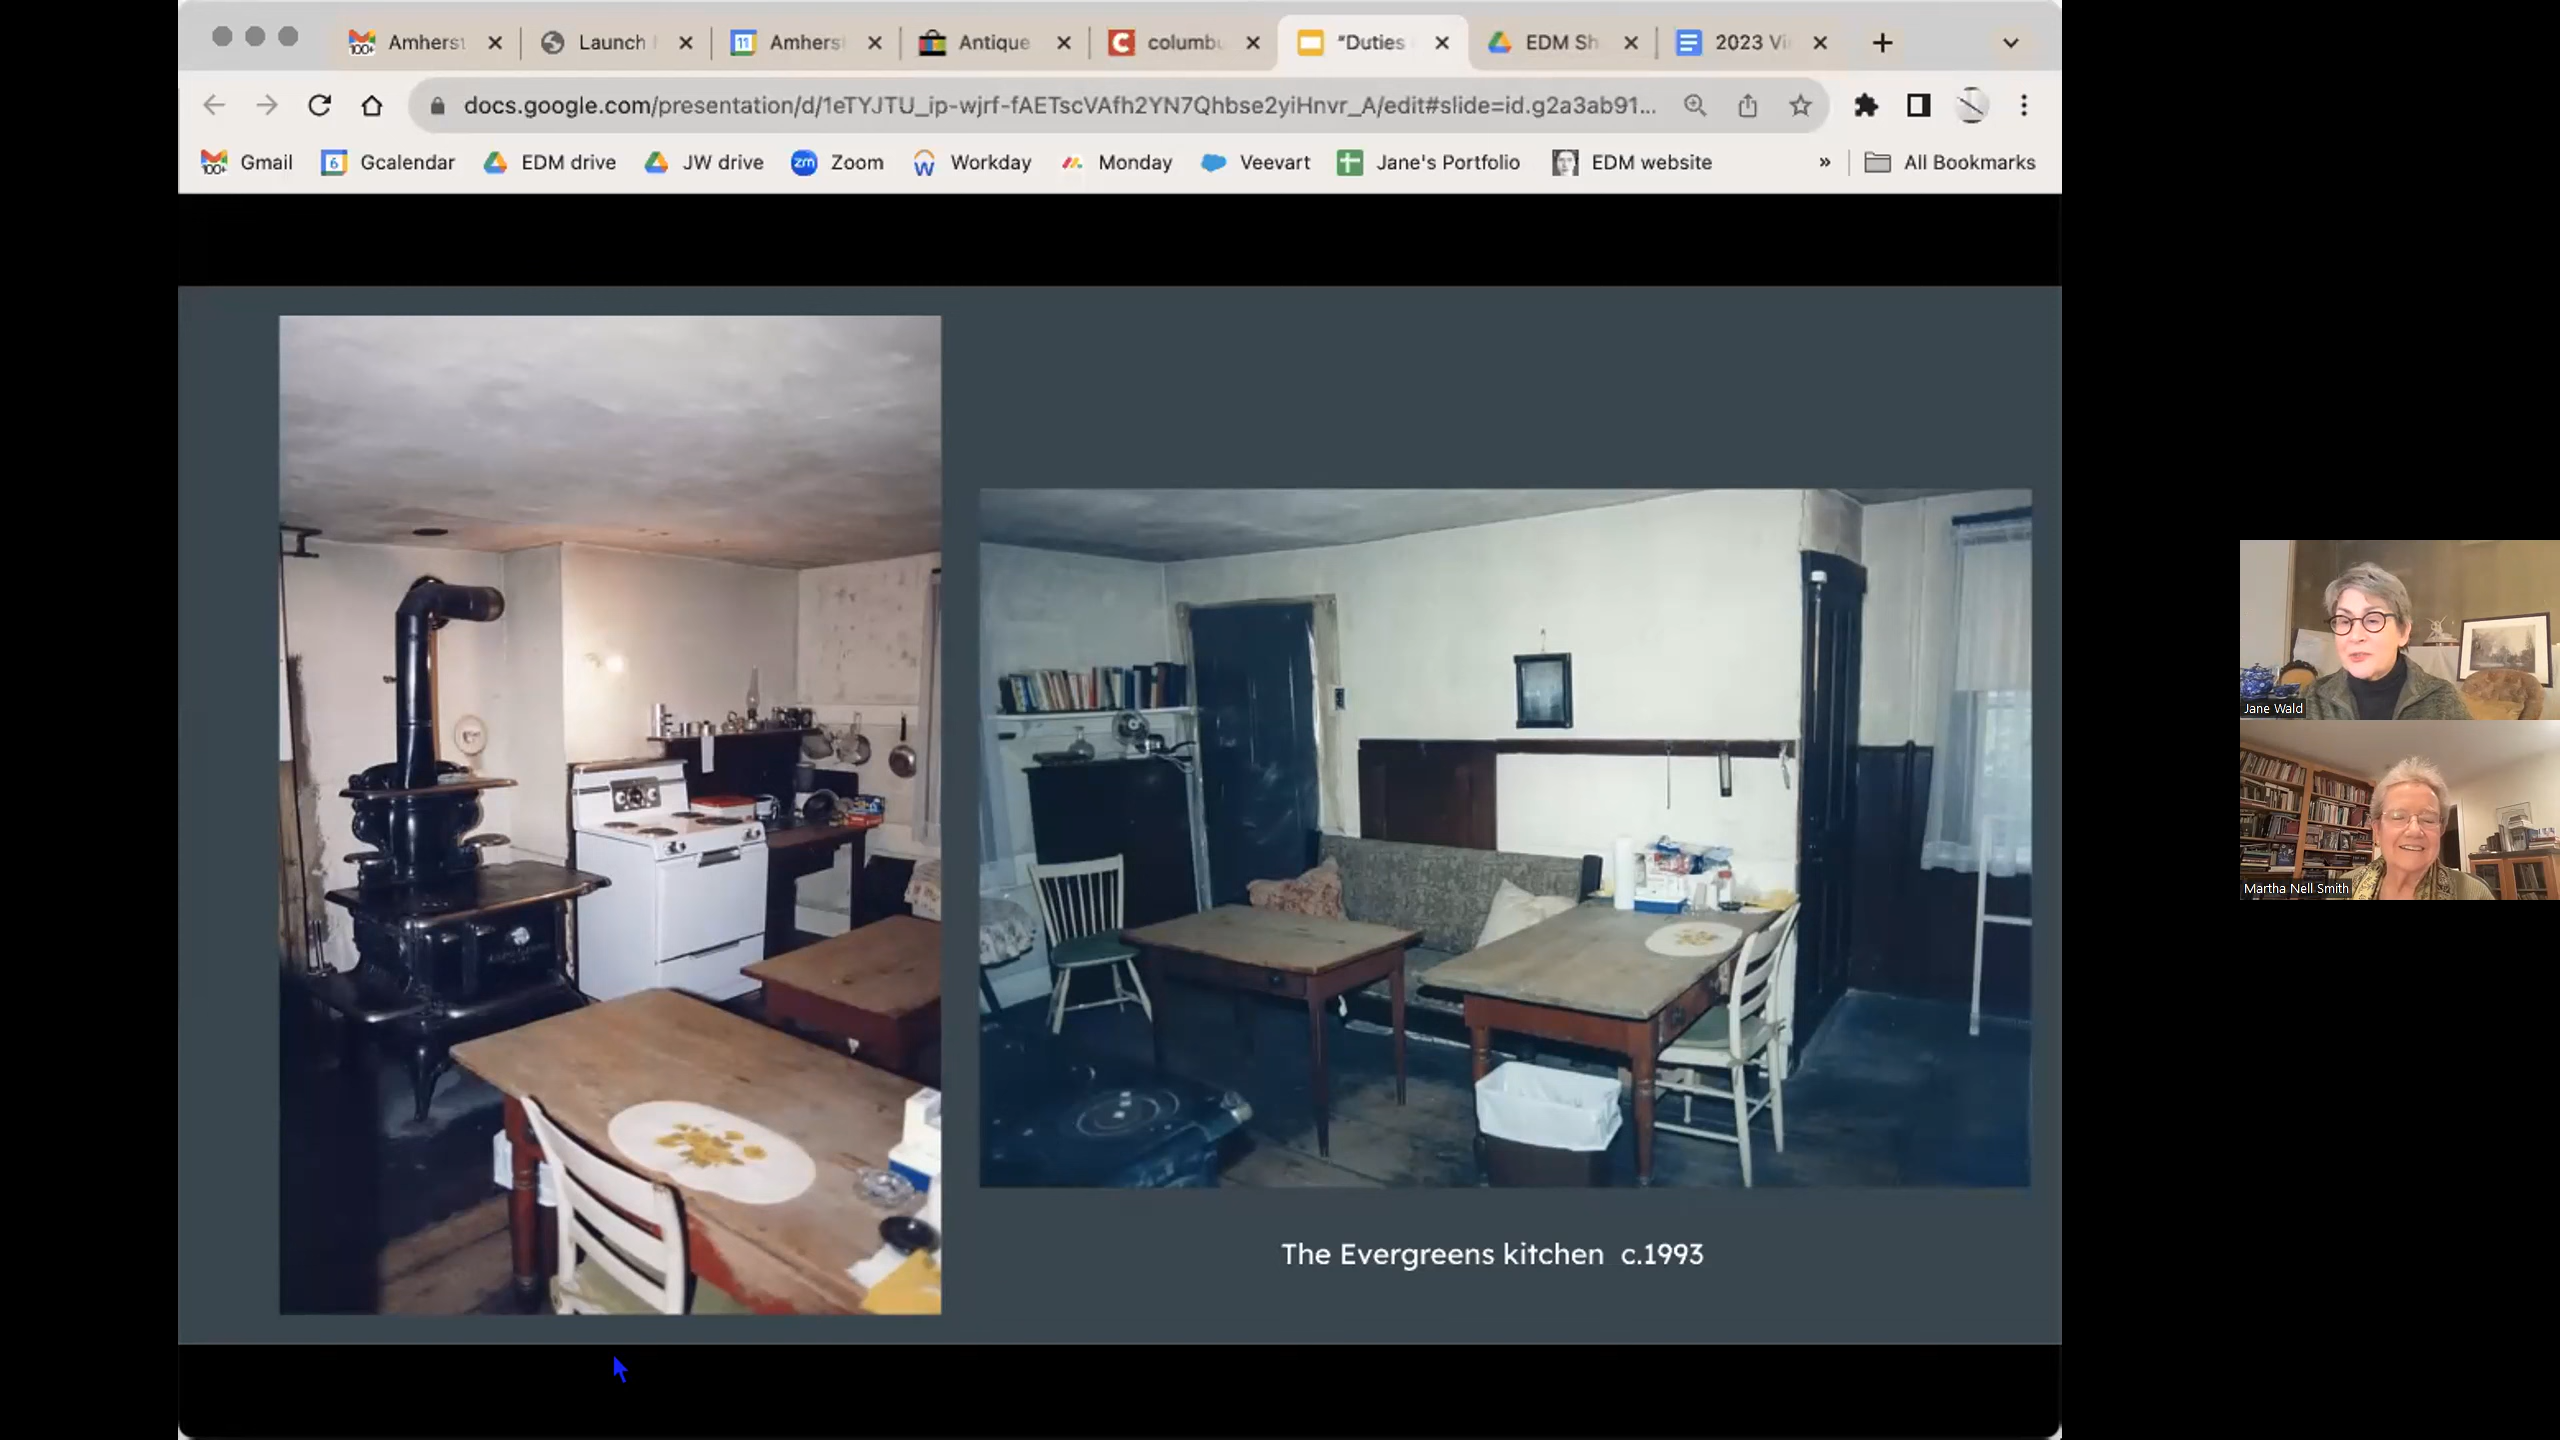 Amherst
Launch
Amherst
Antique
columbu
"Duties
EDM Sh
2023 Vi
docs.google.com/presentation/d/1eTYJTU_ip-wjrf-fAETscVAfh2YN7Qhbse2yiHnvr_A/edit#slide=id.g2a3ab91...
Gmail
Gcalendar
EDM drive
JW drive
Zoom
Workday
Monday
Veevart
Jane's Portfolio
EDM website
»
All Bookmarks
Jane Wald
Martha Nell Smith
The Evergreens kitchen c.1993